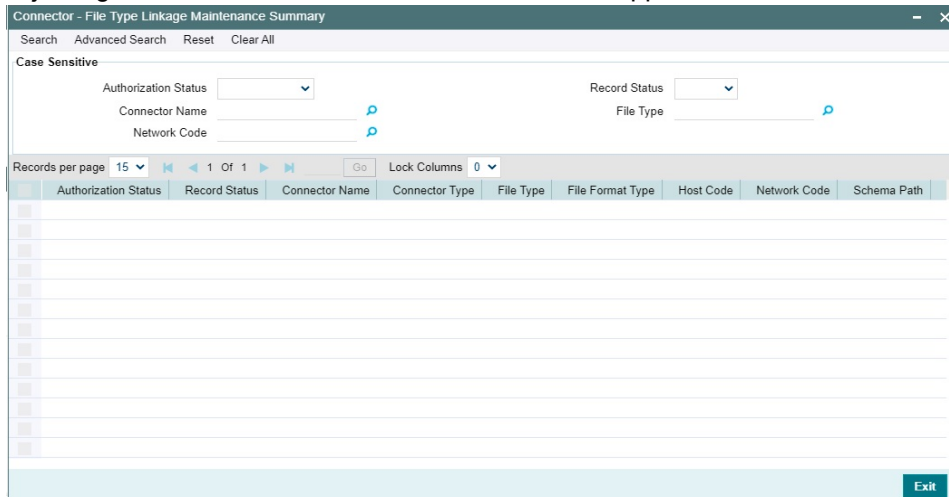 Connector - File Type Linkage Maintenance Summary
Search Advanced Search Reset Clear All
Case Sensitive
Authorization Status Record Status
Connector Name File Type
Network Code
Records per page 15 1 Of 1 Go Lock Columns 0
Authorization Status Record Status Connector Name Connector Type File Type File Format Type Host Code Network Code Schema Path
Exit